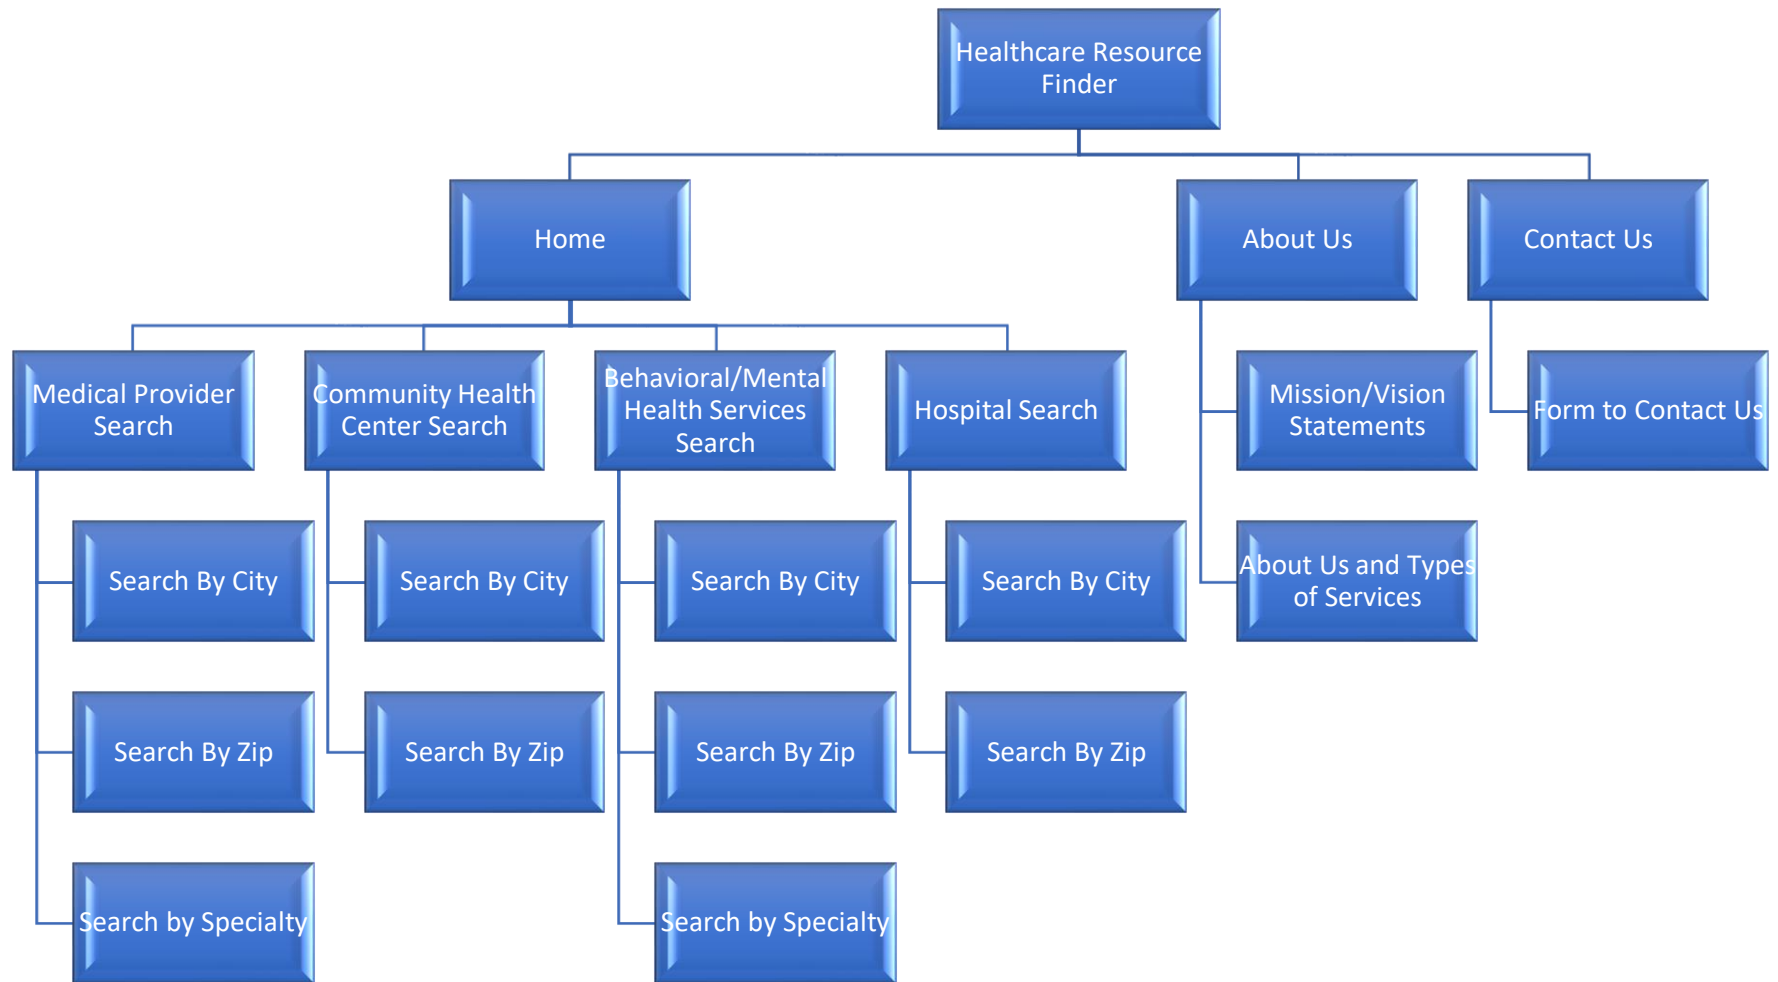 Healthcare Resource
Finder
Home
About Us
Contact Us
Medical Provider
Search
Community Health
Center Search
Behavioral/Mental
Health Services
Search
Hospital Search
Mission/Vision
Statements
Form to Contact Us
Search By City
Search By City
Search By City
Search By City
About Us and Types
of Services
Search By Zip
Search By Zip
Search By Zip
Search By Zip
Search by Specialty
Search by Specialty